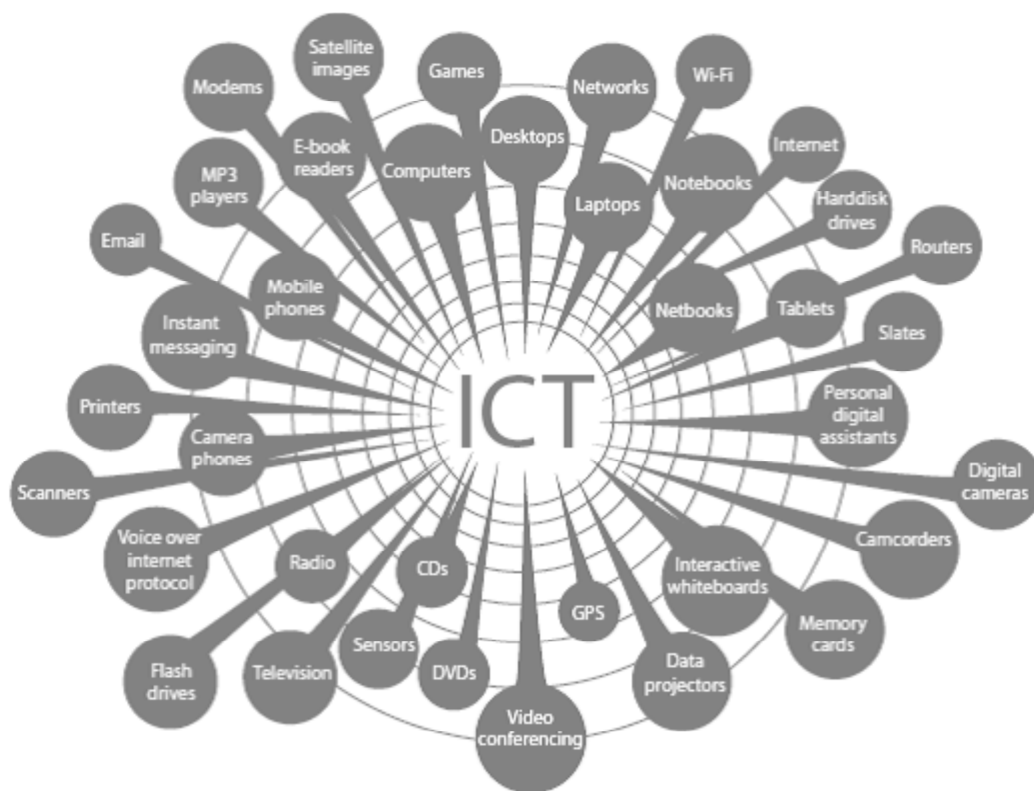 Satellite
images
Games
Networks
Wi-Fi
Modems
Desktops
Internet
E-book
readers
Computers
Notebooks
MP3
players
Laptops
Harddisk
drives
Email
Routers
Mobile
phones
Netbooks
Tablets
Instant
messaging
Slates
ICT
Printers
Personal
digital
assistants
Camera
phones
Scanners
Digital
cameras
Voice over
internet
protocol
Radio
CDs
Interactive
whiteboards
Camcorders
GPS
Memory
cards
Sensors
Flash
drives
Television
DVDs
Data
projectors
Video
conferencing